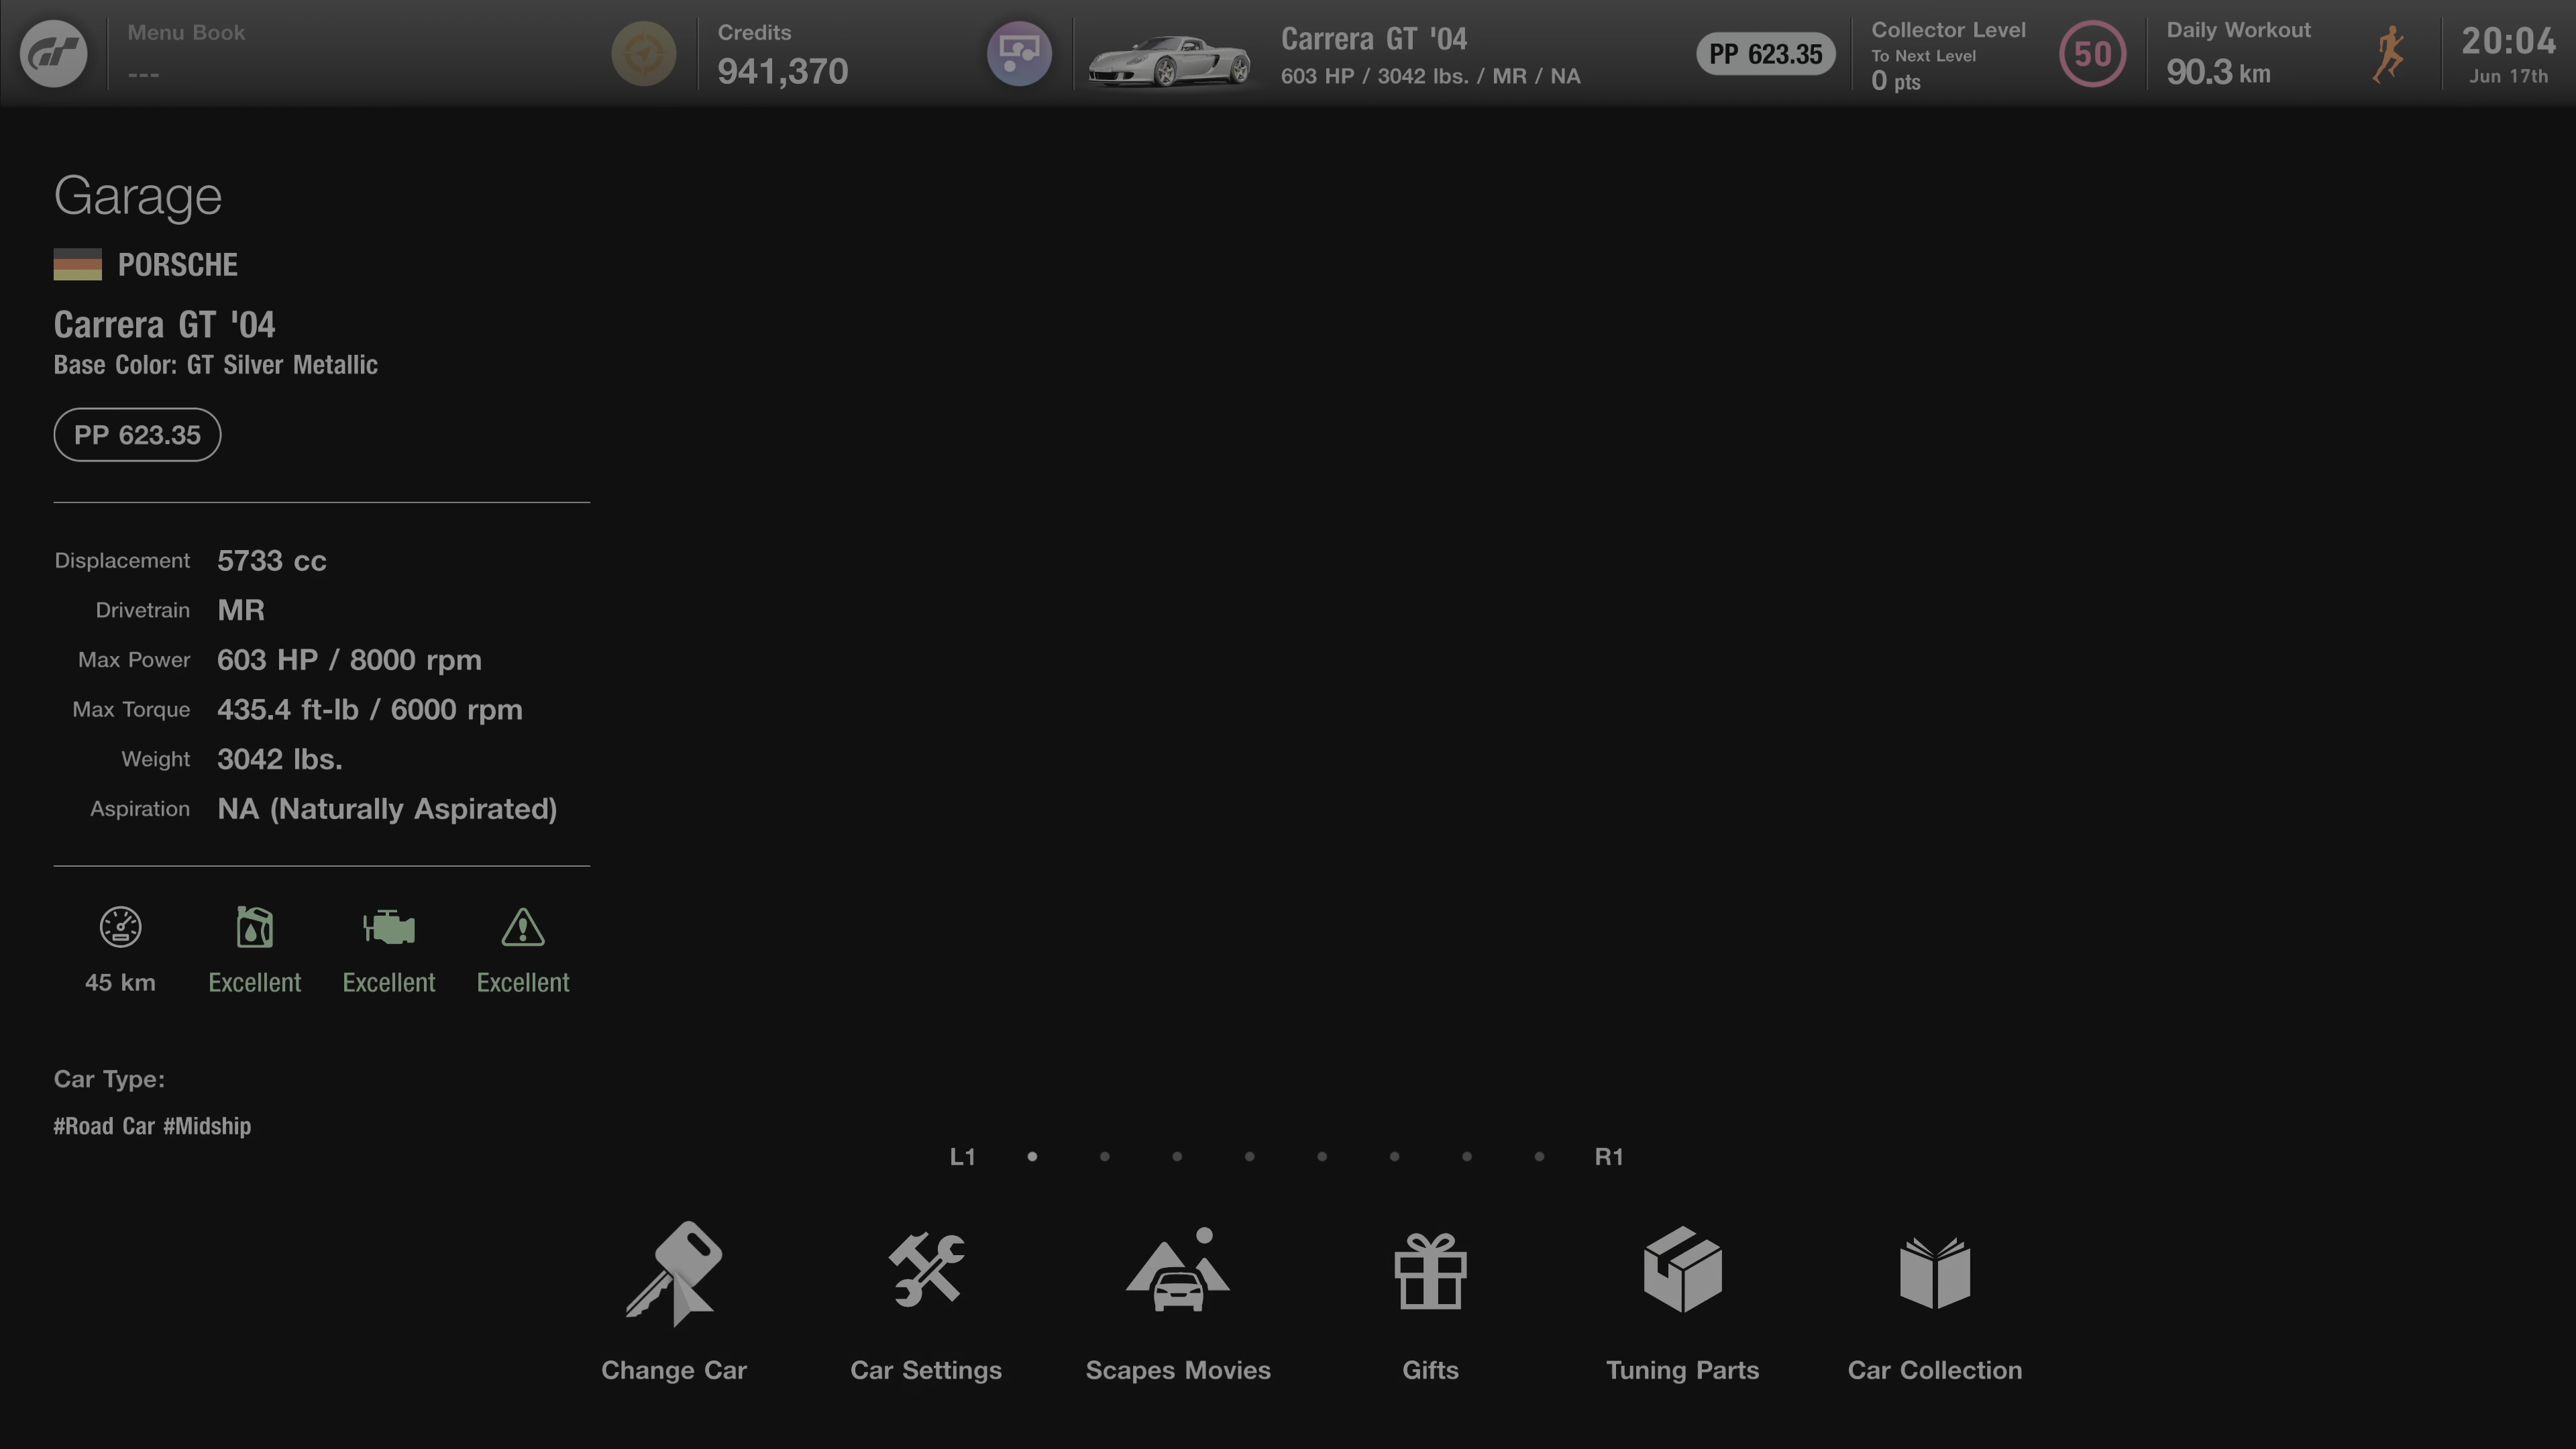 Menu Book
---
Credits
941,370
Carrera GT '04
603 HP / 3042 lbs. / MR / NA
PP 623.35
Collector Level
To Next Level
0 pts
50
Daily Workout
90.3 km
20:04
Jun 17th
Garage
PORSCHE
Carrera GT '04
Base Color: GT Silver Metallic
PP 623.35
Displacement 5733 cc
Drivetrain MR
Max Power 603 HP / 8000 rpm
Max Torque 435.4 ft-lb / 6000 rpm
Weight 3042 lbs.
Aspiration NA (Naturally Aspirated)
45 km Excellent Excellent Excellent
Car Type:
#Road Car #Midship
L1 R1
Change Car Car Settings Scapes Movies Gifts Tuning Parts Car Collection